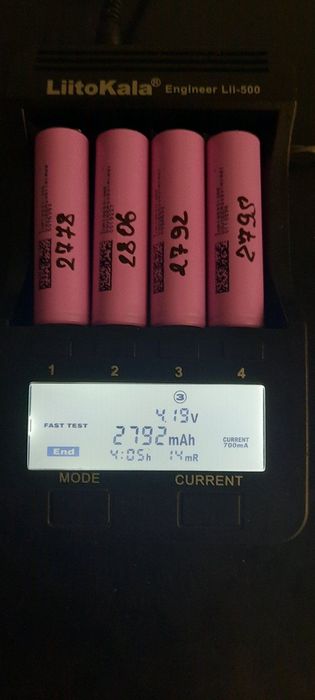 LiitoKala® Engineer Lii-500
2778
2806
2792
2790
1 2 3 4
3
4.19V
FAST TEST
2792mAh
CURRENT
700mA
End
4:05h 14mR
MODE CURRENT